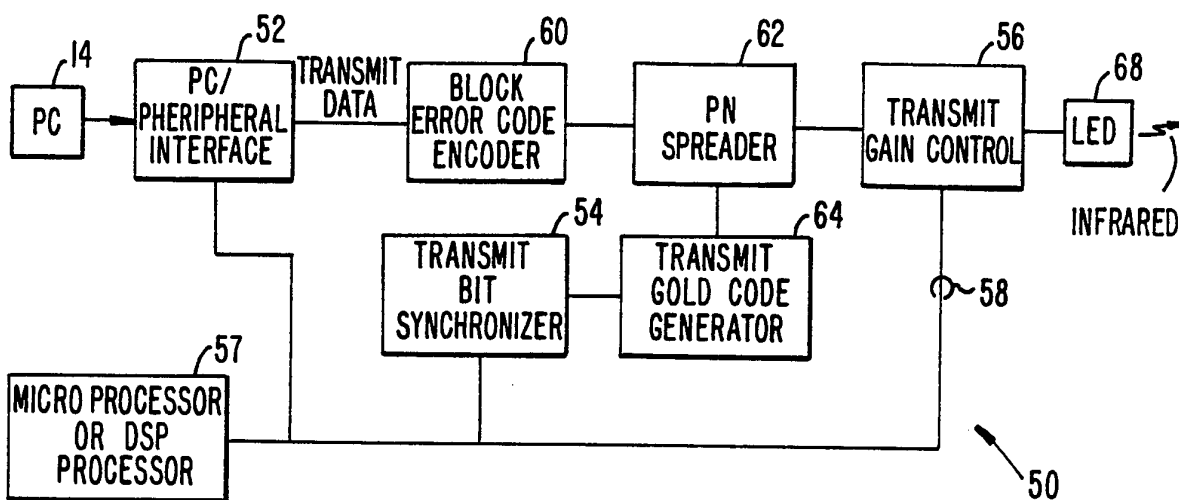 14
PC
52
PC/
PHERIPHERAL
INTERFACE
TRANSMIT
DATA
60
BLOCK
ERROR CODE
ENCODER
62
PN
SPREADER
56
TRANSMIT
GAIN CONTROL
68
LED
INFRARED
54
TRANSMIT
BIT
SYNCHRONIZER
64
TRANSMIT
GOLD CODE
GENERATOR
58
57
MICRO PROCESSOR
OR DSP
PROCESSOR
50